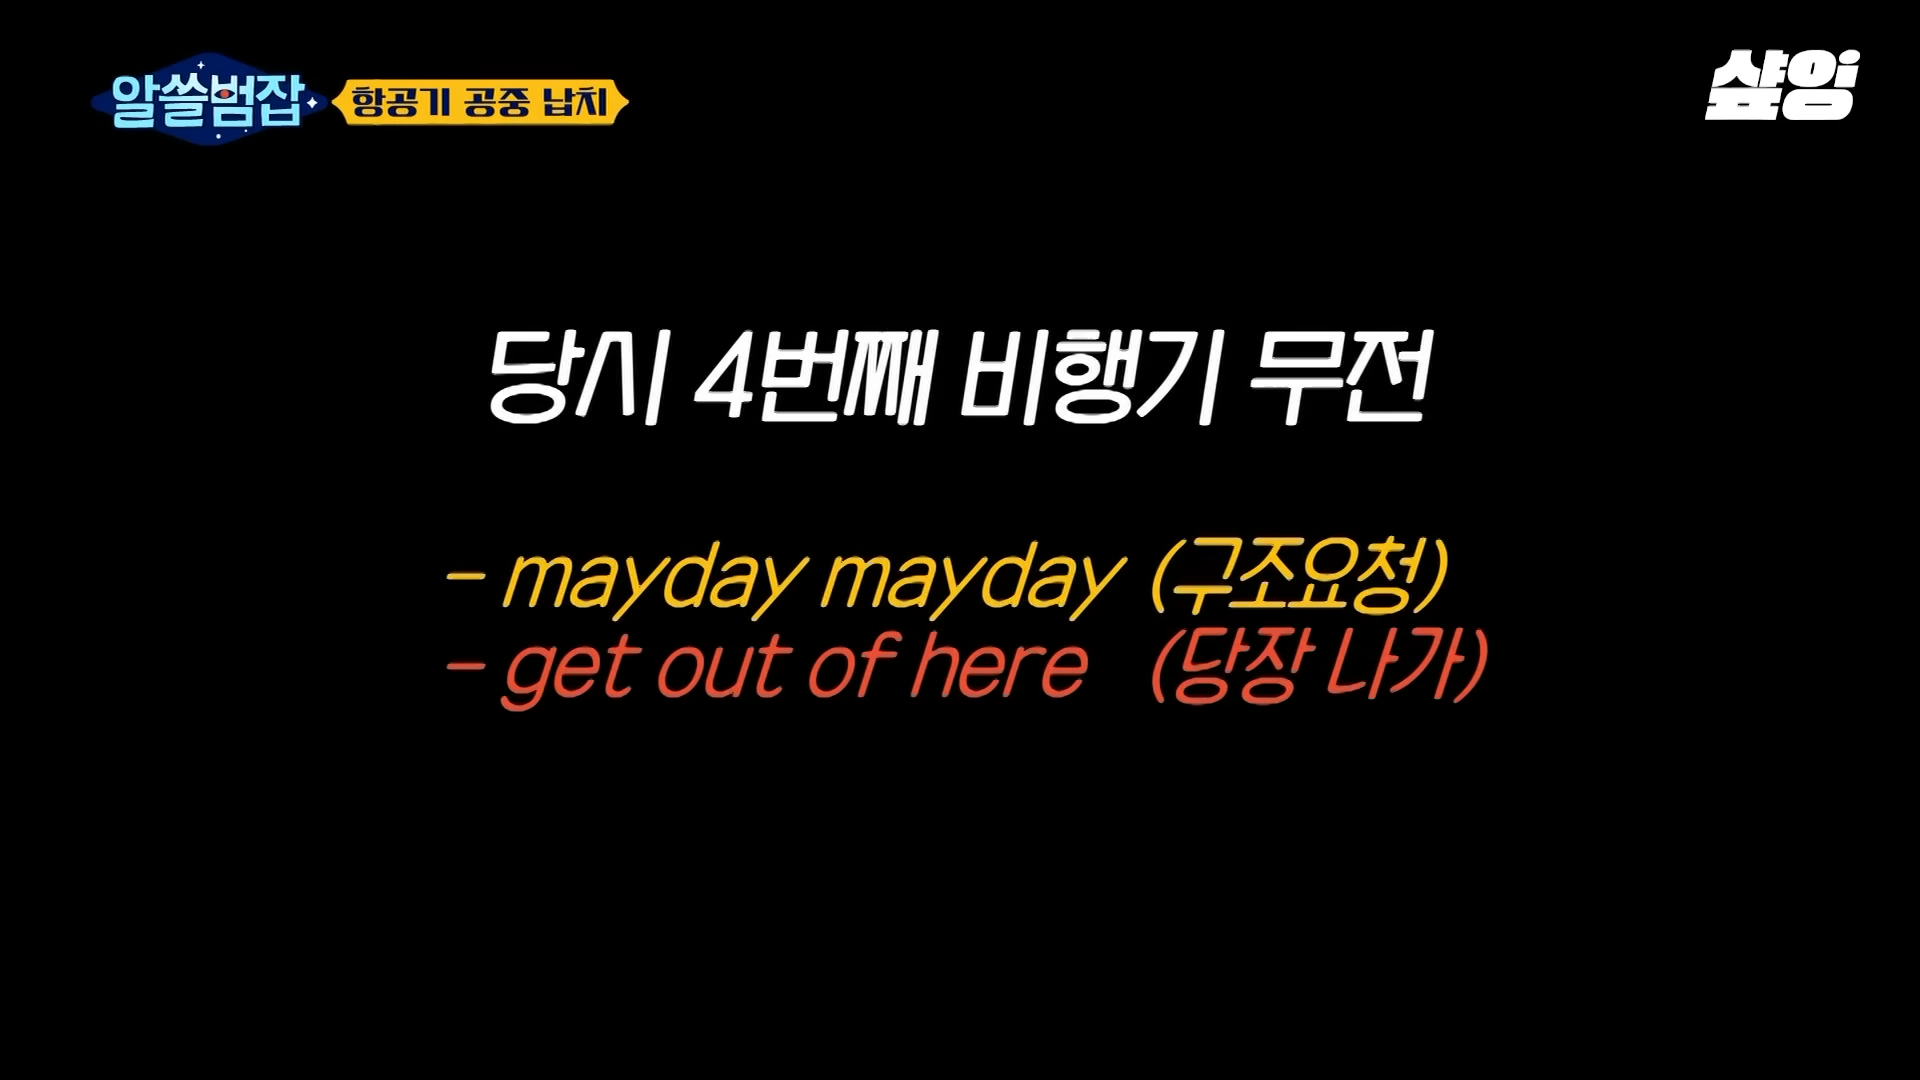 알쓸범잡 항공기 공중 납치
샾잉
당시 4번째 비행기 무전
- mayday mayday (구조요청)
- get out of here (당장 나가)